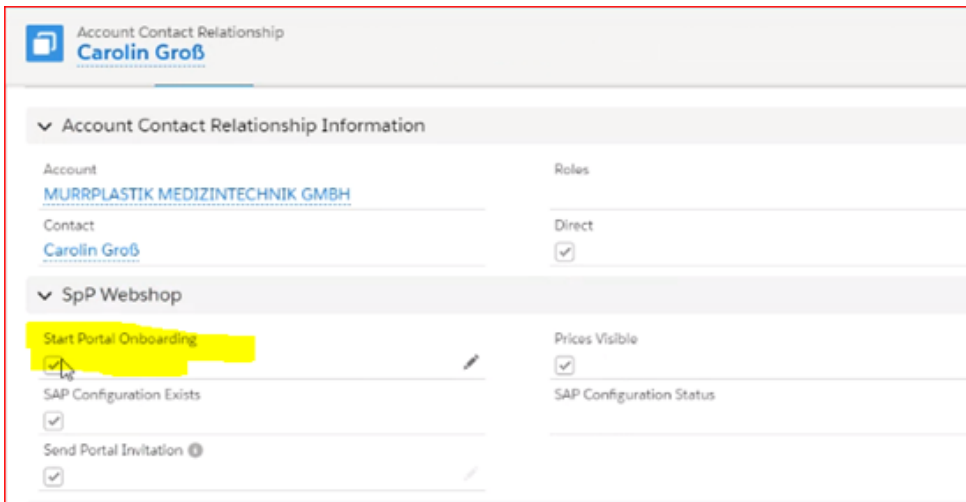 Account Contact Relationship
Carolin Groß
Account Contact Relationship Information
Account
Roles
MURRPLASTIK MEDIZINTECHNIK GMBH
Contact
Direct
Carolin Groß
SpP Webshop
Start Portal Onboarding
Prices Visible
SAP Configuration Exists
SAP Configuration Status
Send Portal Invitation